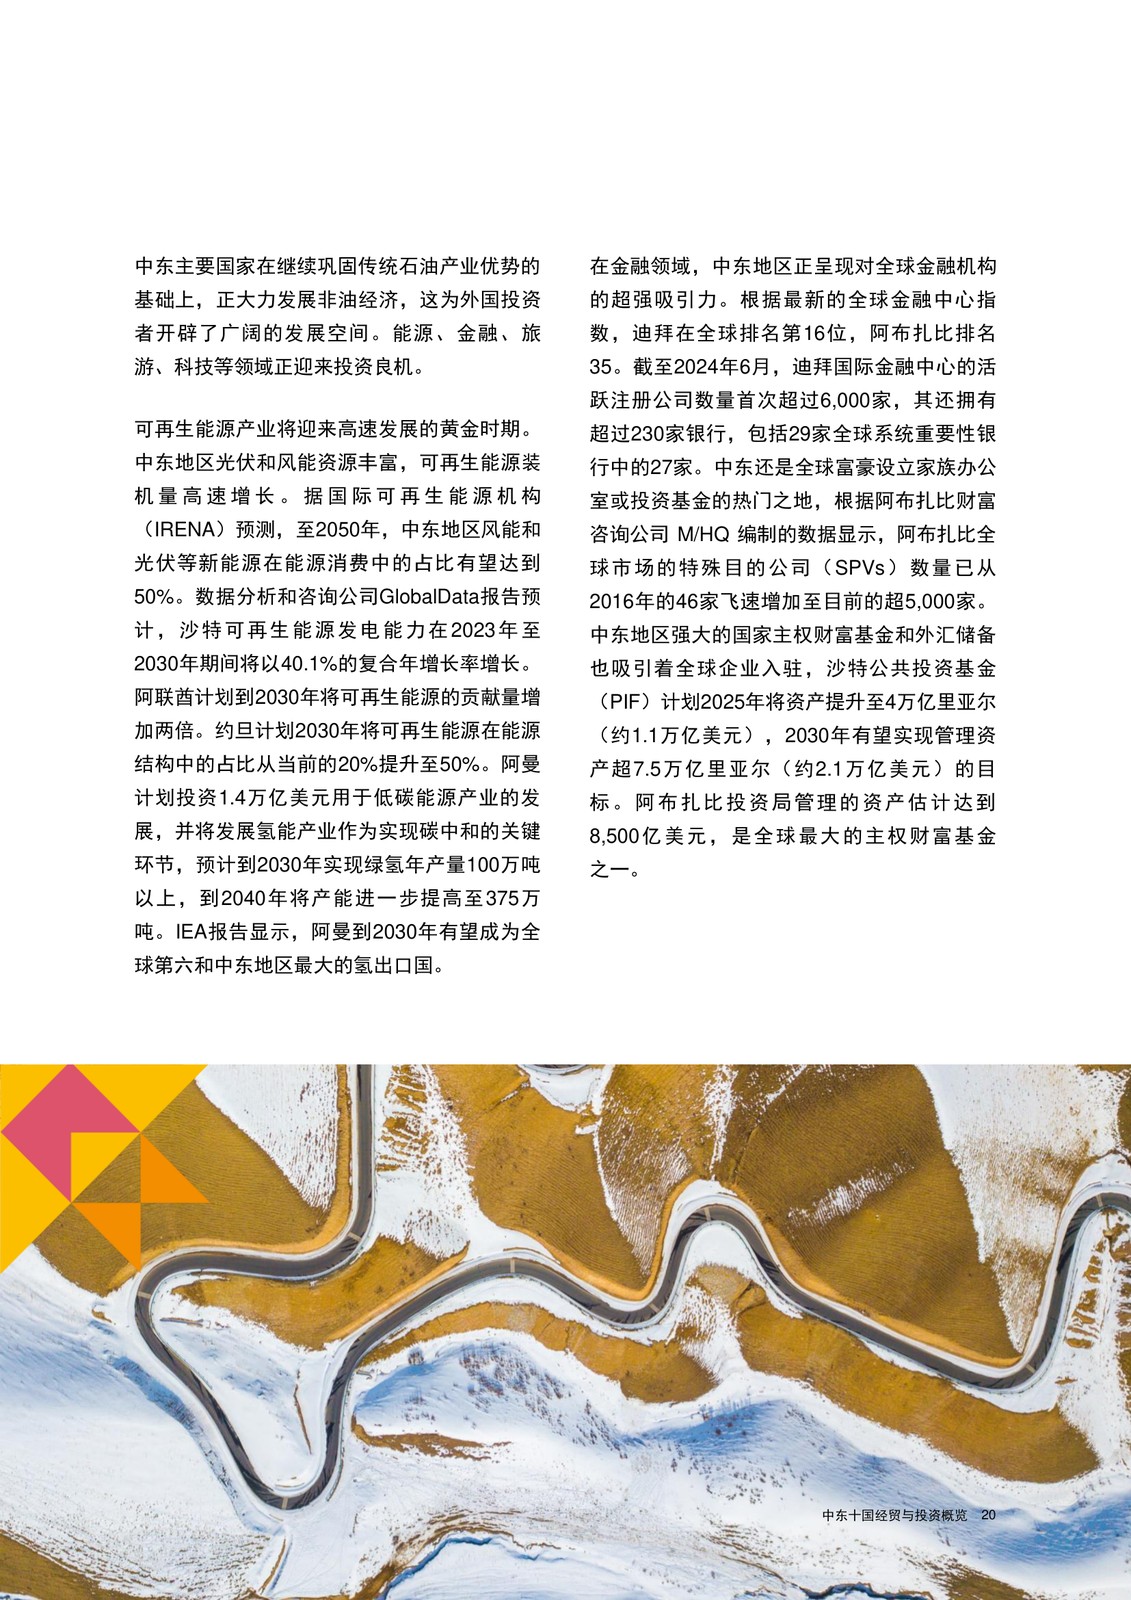 中东主要国家在继续巩固传统石油产业优势的
基础上，正大力发展非油经济，这为外国投资
者开辟了广阔的发展空间。能源、金融、旅
游、科技等领域正迎来投资良机。
可再生能源产业将迎来高速发展的黄金时期。
中东地区光伏和风能资源丰富，可再生能源装
机量高速增长。据国际可再生能源机构
（IRENA）预测，至2050年，中东地区风能和
光伏等新能源在能源消费中的占比有望达到
50%。数据分析和咨询公司GlobalData报告预
计，沙特可再生能源发电能力在2023年至
2030年期间将以40.1%的复合年增长率增长。
阿联酋计划到2030年将可再生能源的贡献量增
加两倍。约旦计划2030年将可再生能源在能源
结构中的占比从当前的20%提升至50%。阿曼
计划投资1.4万亿美元用于低碳能源产业的发
展，并将发展氢能产业作为实现碳中和的关键
环节，预计到2030年实现绿氢年产量100万吨
以上，到2040年将产能进一步提高至375万
吨。IEA报告显示，阿曼到2030年有望成为全
球第六和中东地区最大的氢出口国。
在金融领域，中东地区正呈现对全球金融机构
的超强吸引力。根据最新的全球金融中心指
数，迪拜在全球排名第16位，阿布扎比排名
35。截至2024年6月，迪拜国际金融中心的活
跃注册公司数量首次超过6,000家，其还拥有
超过230家银行，包括29家全球系统重要性银
行中的27家。中东还是全球富豪设立家族办公
室或投资基金的热门之地，根据阿布扎比财富
咨询公司 M/HQ 编制的数据显示，阿布扎比全
球市场的特殊目的公司（SPVs）数量已从
2016年的46家飞速增加至目前的超5,000家。
中东地区强大的国家主权财富基金和外汇储备
也吸引着全球企业入驻，沙特公共投资基金
（PIF）计划2025年将资产提升至4万亿里亚尔
（约1.1万亿美元），2030年有望实现管理资
产超7.5万亿里亚尔（约2.1万亿美元）的目
标。阿布扎比投资局管理的资产估计达到
8,500亿美元，是全球最大的主权财富基金
之一。
中东十国经贸与投资概览 20